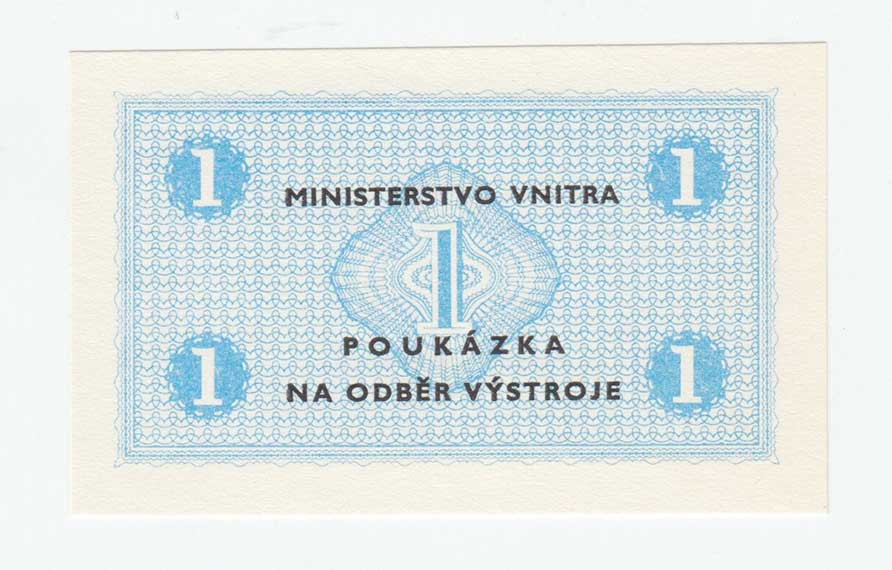 1 1
MINISTERSTVO VNITRA
1
POUKÁZKA
NA ODBĚR VÝSTROJE
1 1